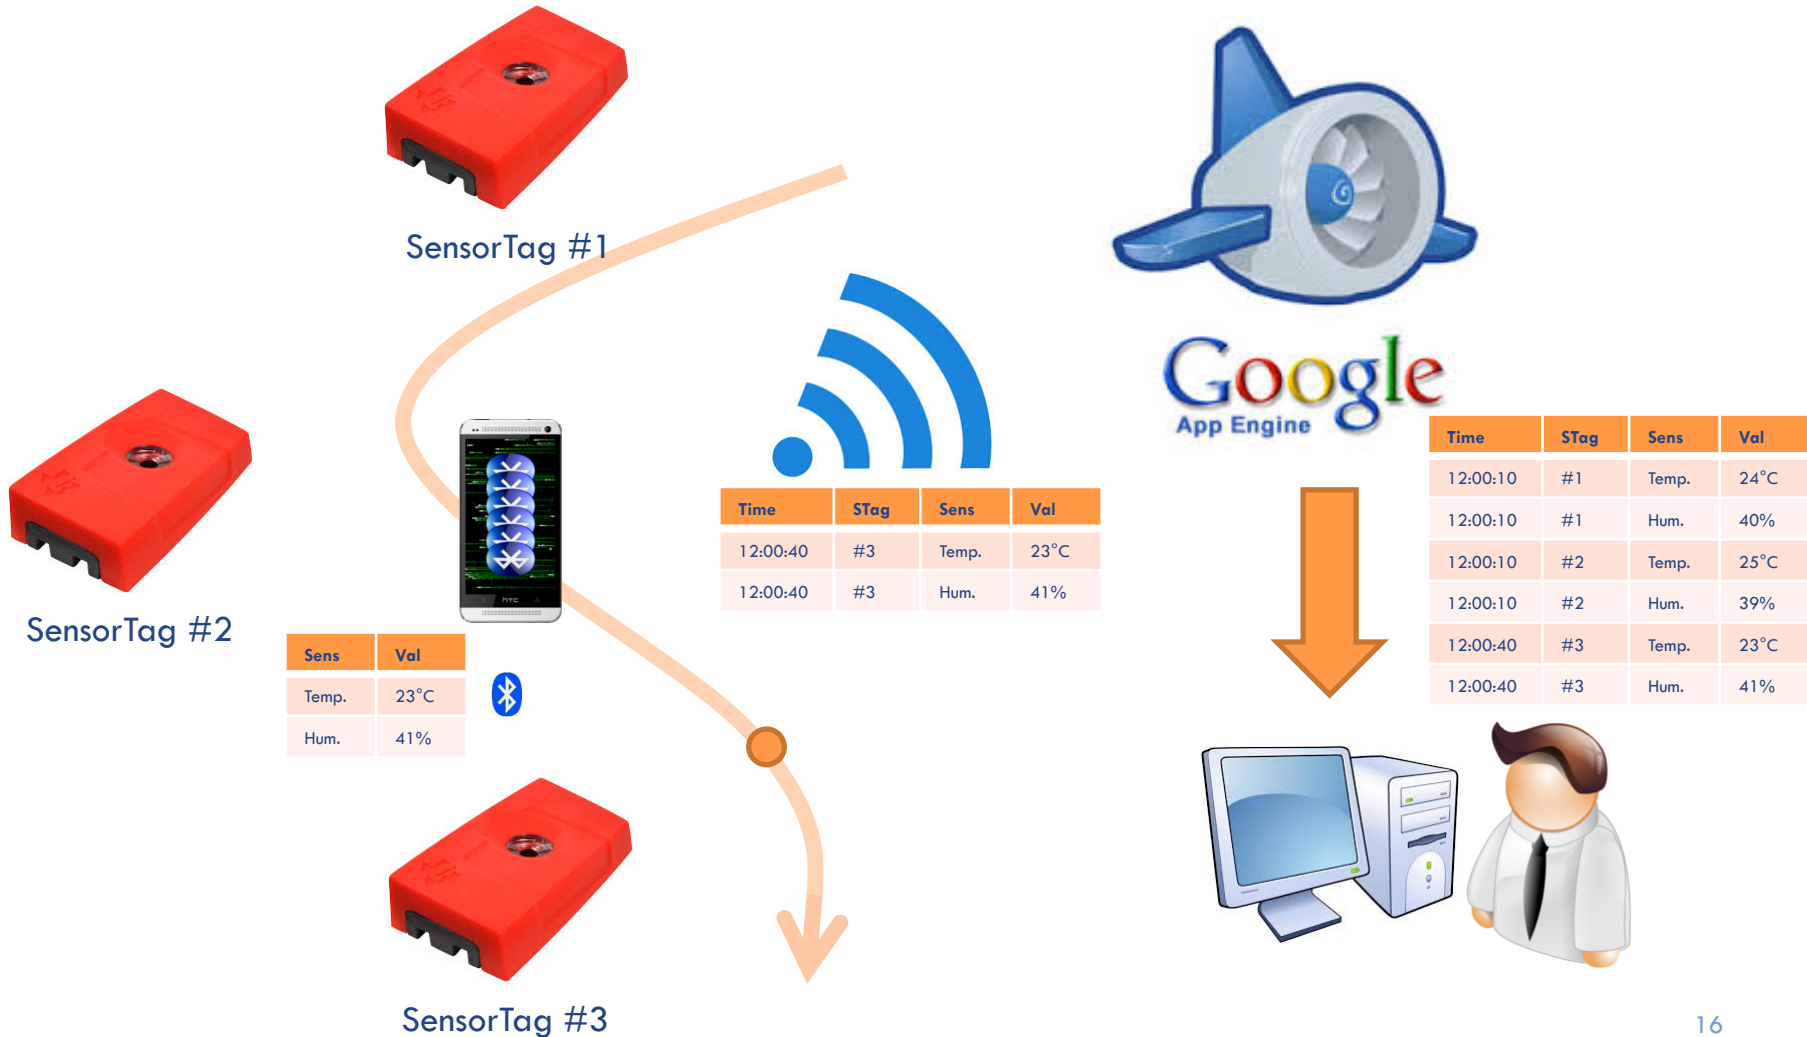 SensorTag #1
Google
App Engine
Time STag Sens Val
12:00:10 #1 Temp. 24°C
12:00:10 #1 Hum. 40%
12:00:10 #2 Temp. 25°C
12:00:10 #2 Hum. 39%
12:00:40 #3 Temp. 23°C
12:00:40 #3 Hum. 41%
Time STag Sens Val
12:00:40 #3 Temp. 23°C
12:00:40 #3 Hum. 41%
hTC
SensorTag #2
Sens Val
Temp. 23°C
Hum. 41%
SensorTag #3
16